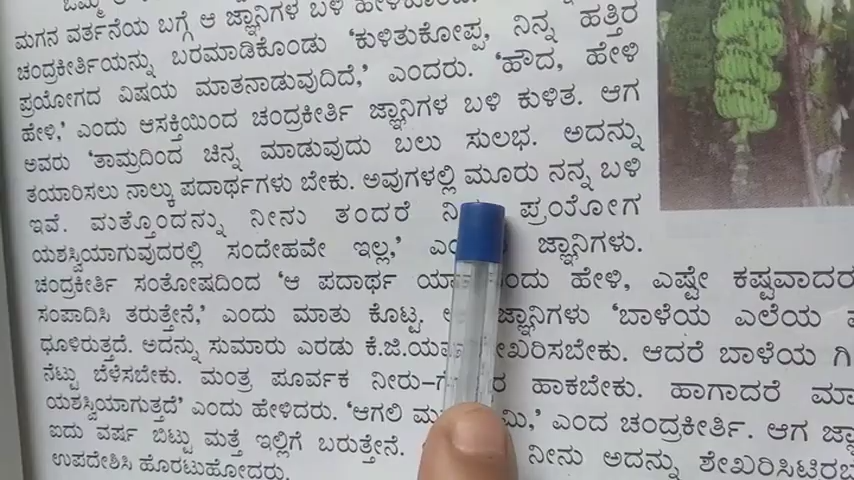 ಮಗನ ವರ್ತನೆಯ ಬಗ್ಗೆ ಆ ಜ್ಞಾನಿಗಳ ಬಳಿ
ಚಂದ್ರಕೀರ್ತಿಯನ್ನು ಬರಮಾಡಿಕೊಂಡು ‘ಕುಳಿತುಕೋಪ್ಪ, ನಿನ್ನ ಹತ್ತಿರ
ಪ್ರಯೋಗದ ವಿಷಯ ಮಾತನಾಡುವುದಿದೆ,’ ಎಂದರು. ‘ಹೌದ, ಹೇಳಿ
ಹೇಳಿ,’ ಎಂದು ಆಸಕ್ತಿಯಿಂದ ಚಂದ್ರಕೀರ್ತಿ ಜ್ಞಾನಿಗಳ ಬಳಿ ಕುಳಿತ. ಆಗ
ಅವರು ‘ತಾಮ್ರದಿಂದ ಚಿನ್ನ ಮಾಡುವುದು ಬಲು ಸುಲಭ. ಅದನ್ನು
ತಯಾರಿಸಲು ನಾಲ್ಕು ಪದಾರ್ಥಗಳು ಬೇಕು. ಅವುಗಳಲ್ಲಿ ಮೂರು ನನ್ನ ಬಳಿ
ಇವೆ. ಮತ್ತೊಂದನ್ನು ನೀನು ತಂದರೆ ಪ್ರಯೋಗ
ಯಶಸ್ವಿಯಾಗುವುದರಲ್ಲಿ ಸಂದೇಹವೇ ಇಲ್ಲ,’ ಜ್ಞಾನಿಗಳು.
ಚಂದ್ರಕೀರ್ತಿ ಸಂತೋಷದಿಂದ ‘ಆ ಪದಾರ್ಥ ಹೇಳಿ, ಎಷ್ಟೇ ಕಷ್ಟವಾದರ
ಸಂಪಾದಿಸಿ ತರುತ್ತೇನೆ,’ ಎಂದು ಮಾತು ಕೊಟ್ಟ. ಜ್ಞಾನಿಗಳು ‘ಬಾಳೆಯ ಎಲೆಯ
ಧೂಳಿರುತ್ತದೆ. ಅದನ್ನು ಸುಮಾರು ಎರಡು ಕೆ.ಜಿ. ಆದರೆ ಬಾಳೆಯ ಗಿ
ನೆಟ್ಟು ಬೆಳೆಸಬೇಕು. ಮಂತ್ರ ಪೂರ್ವಕ ನೀರು– ಹಾಕಬೇಕು. ಹಾಗಾದರೆ ಮಾ
ಯಶಸ್ವಿಯಾಗುತ್ತದೆ’ ಎಂದು ಹೇಳಿದರು. ‘ಆಗಲಿ ಎಂದ ಚಂದ್ರಕೀರ್ತಿ. ಆಗ
ಐದು ವರ್ಷ ಬಿಟ್ಟು ಮತ್ತೆ ಇಲ್ಲಿಗೆ ಬರುತ್ತೇನೆ. ನೀನು ಅದನ್ನು ಶೇಖರಿಸಿಟಿರಬ
ಉಪದೇಶಿಸಿ ಹೊರಟುಹೋದರು.